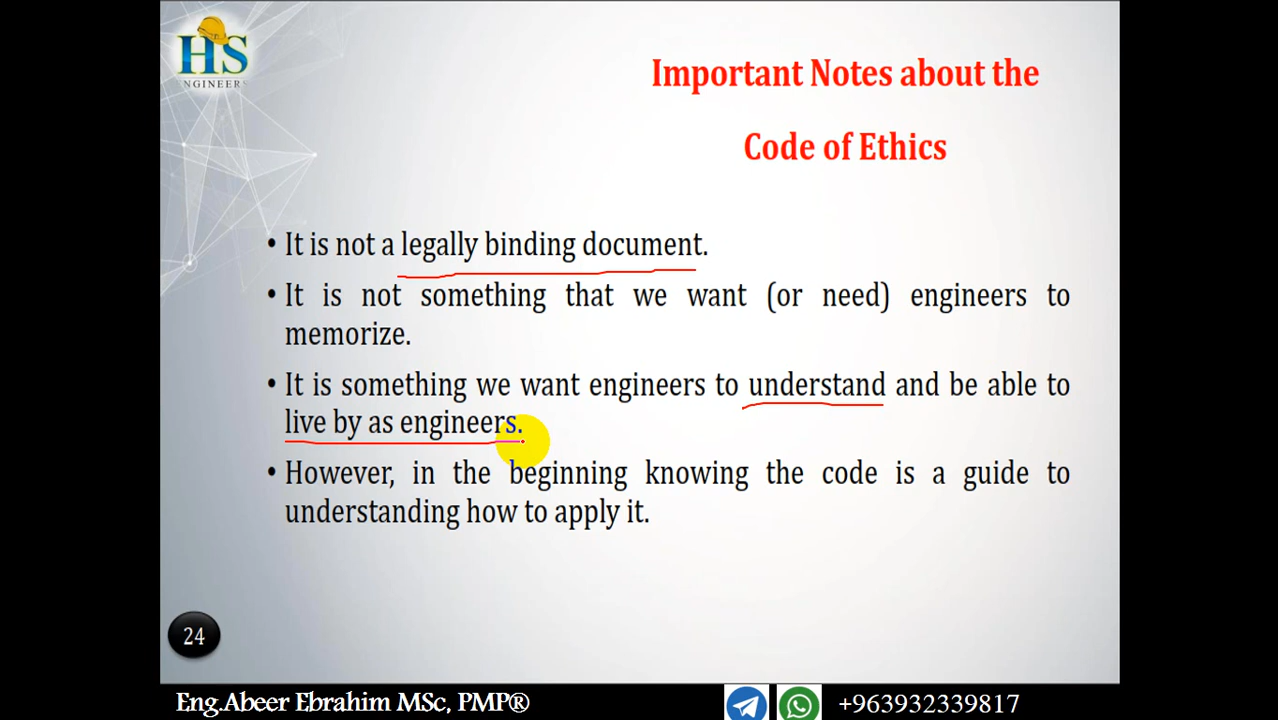 HS
ENGINEERS
Important Notes about the
Code of Ethics
• It is not a legally binding document.
• It is not something that we want (or need) engineers to
memorize.
• It is something we want engineers to understand and be able to
live by as engineers.
• However, in the beginning knowing the code is a guide to
understanding how to apply it.
24
Eng.Abeer Ebrahim MSc, PMP®
+963932339817